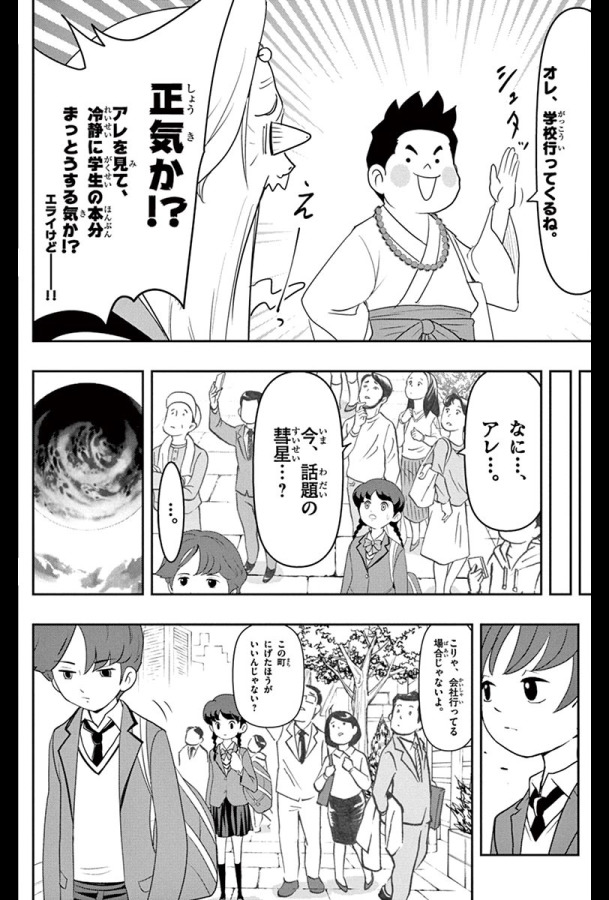 オレ、学校行ってくるね。
シュタッ
え
正気か!?
アレを見て、
冷静に学生の本分
まっとうする気か!?
エライけど――!!
なに…、
アレ…。
今、話題の
彗星…?
…。
こりゃ、会社行ってる
場合じゃないよ。
この町
にげたほうが
いいんじゃない?